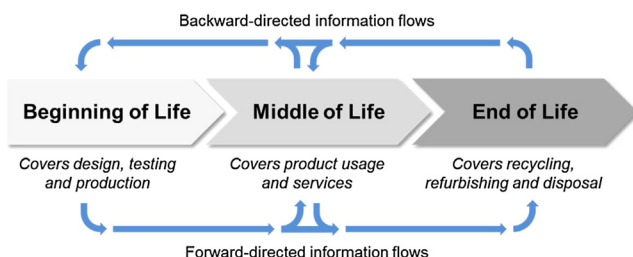 Backward-directed information flows
Beginning of Life
Middle of Life
End of Life
Covers design, testing
and production
Covers product usage
and services
Covers recycling,
refurbishing and disposal
Forward-directed information flows